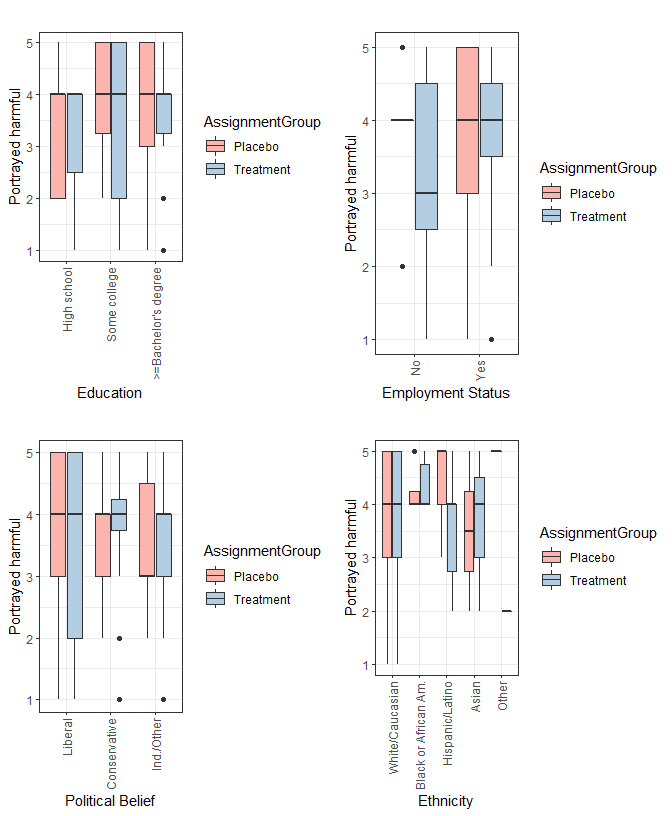 Portrayed harmful
5
4
3
2
1
High school
Some college
>=Bachelor's degree
Education
AssignmentGroup
Placebo
Treatment
Portrayed harmful
5
4
3
2
1
No
Yes
Employment Status
AssignmentGroup
Placebo
Treatment
Portrayed harmful
5
4
3
2
1
Liberal
Conservative
Ind./Other
Political Belief
AssignmentGroup
Placebo
Treatment
Portrayed harmful
5
4
3
2
1
White/Caucasian
Black or African Am.
Hispanic/Latino
Asian
Other
Ethnicity
AssignmentGroup
Placebo
Treatment